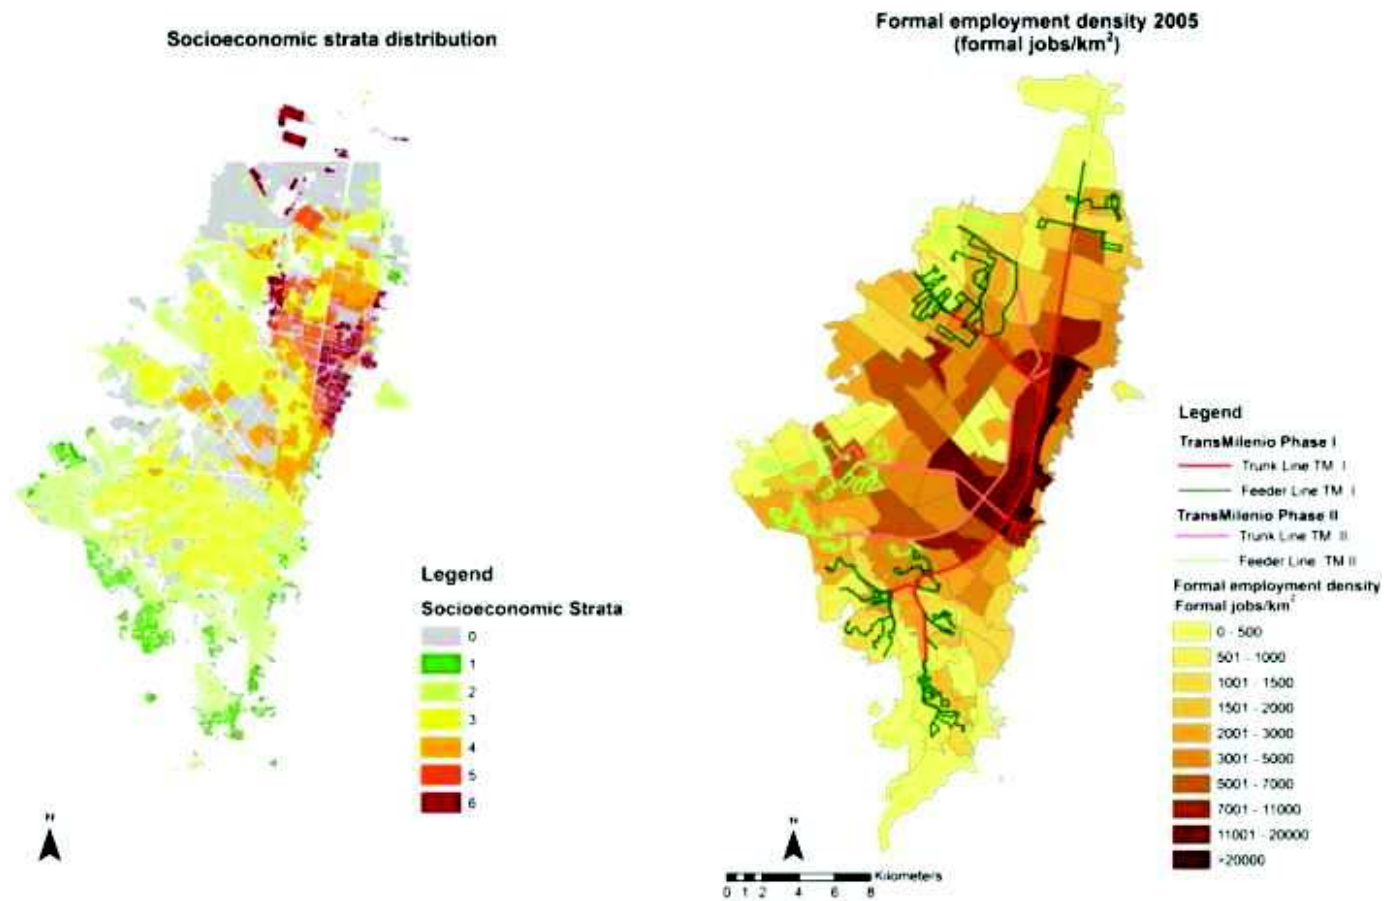 Socioeconomic strata distribution
Legend
Socioeconomic Strata
0
1
2
3
4
5
6
N
Formal employment density 2005
(formal jobs/km²)
Legend
TransMilenio Phase I
Trunk Line TM I
Feeder Line TM I
TransMilenio Phase II
Trunk Line TM II
Feeder Line TM II
Formal employment density
Formal jobs/km²
0 - 500
501 - 1000
1001 - 1500
1501 - 2000
2001 - 3000
3001 - 5000
5001 - 7000
7001 - 11000
11001 - 20000
>20000
N
Kilometers
0 1 2 4 6 8